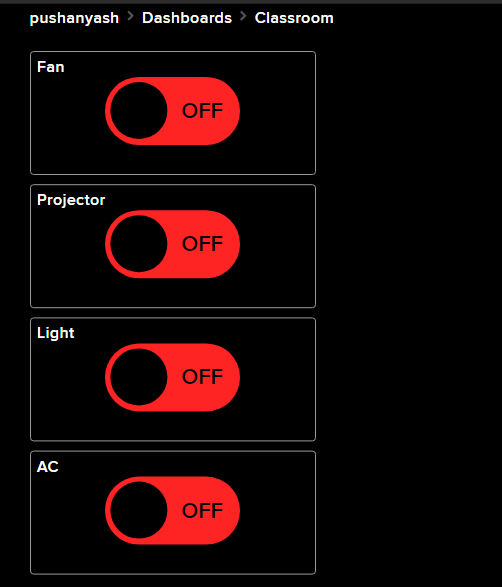 pushanyash > Dashboards > Classroom
Fan
OFF
Projector
OFF
Light
OFF
AC
OFF